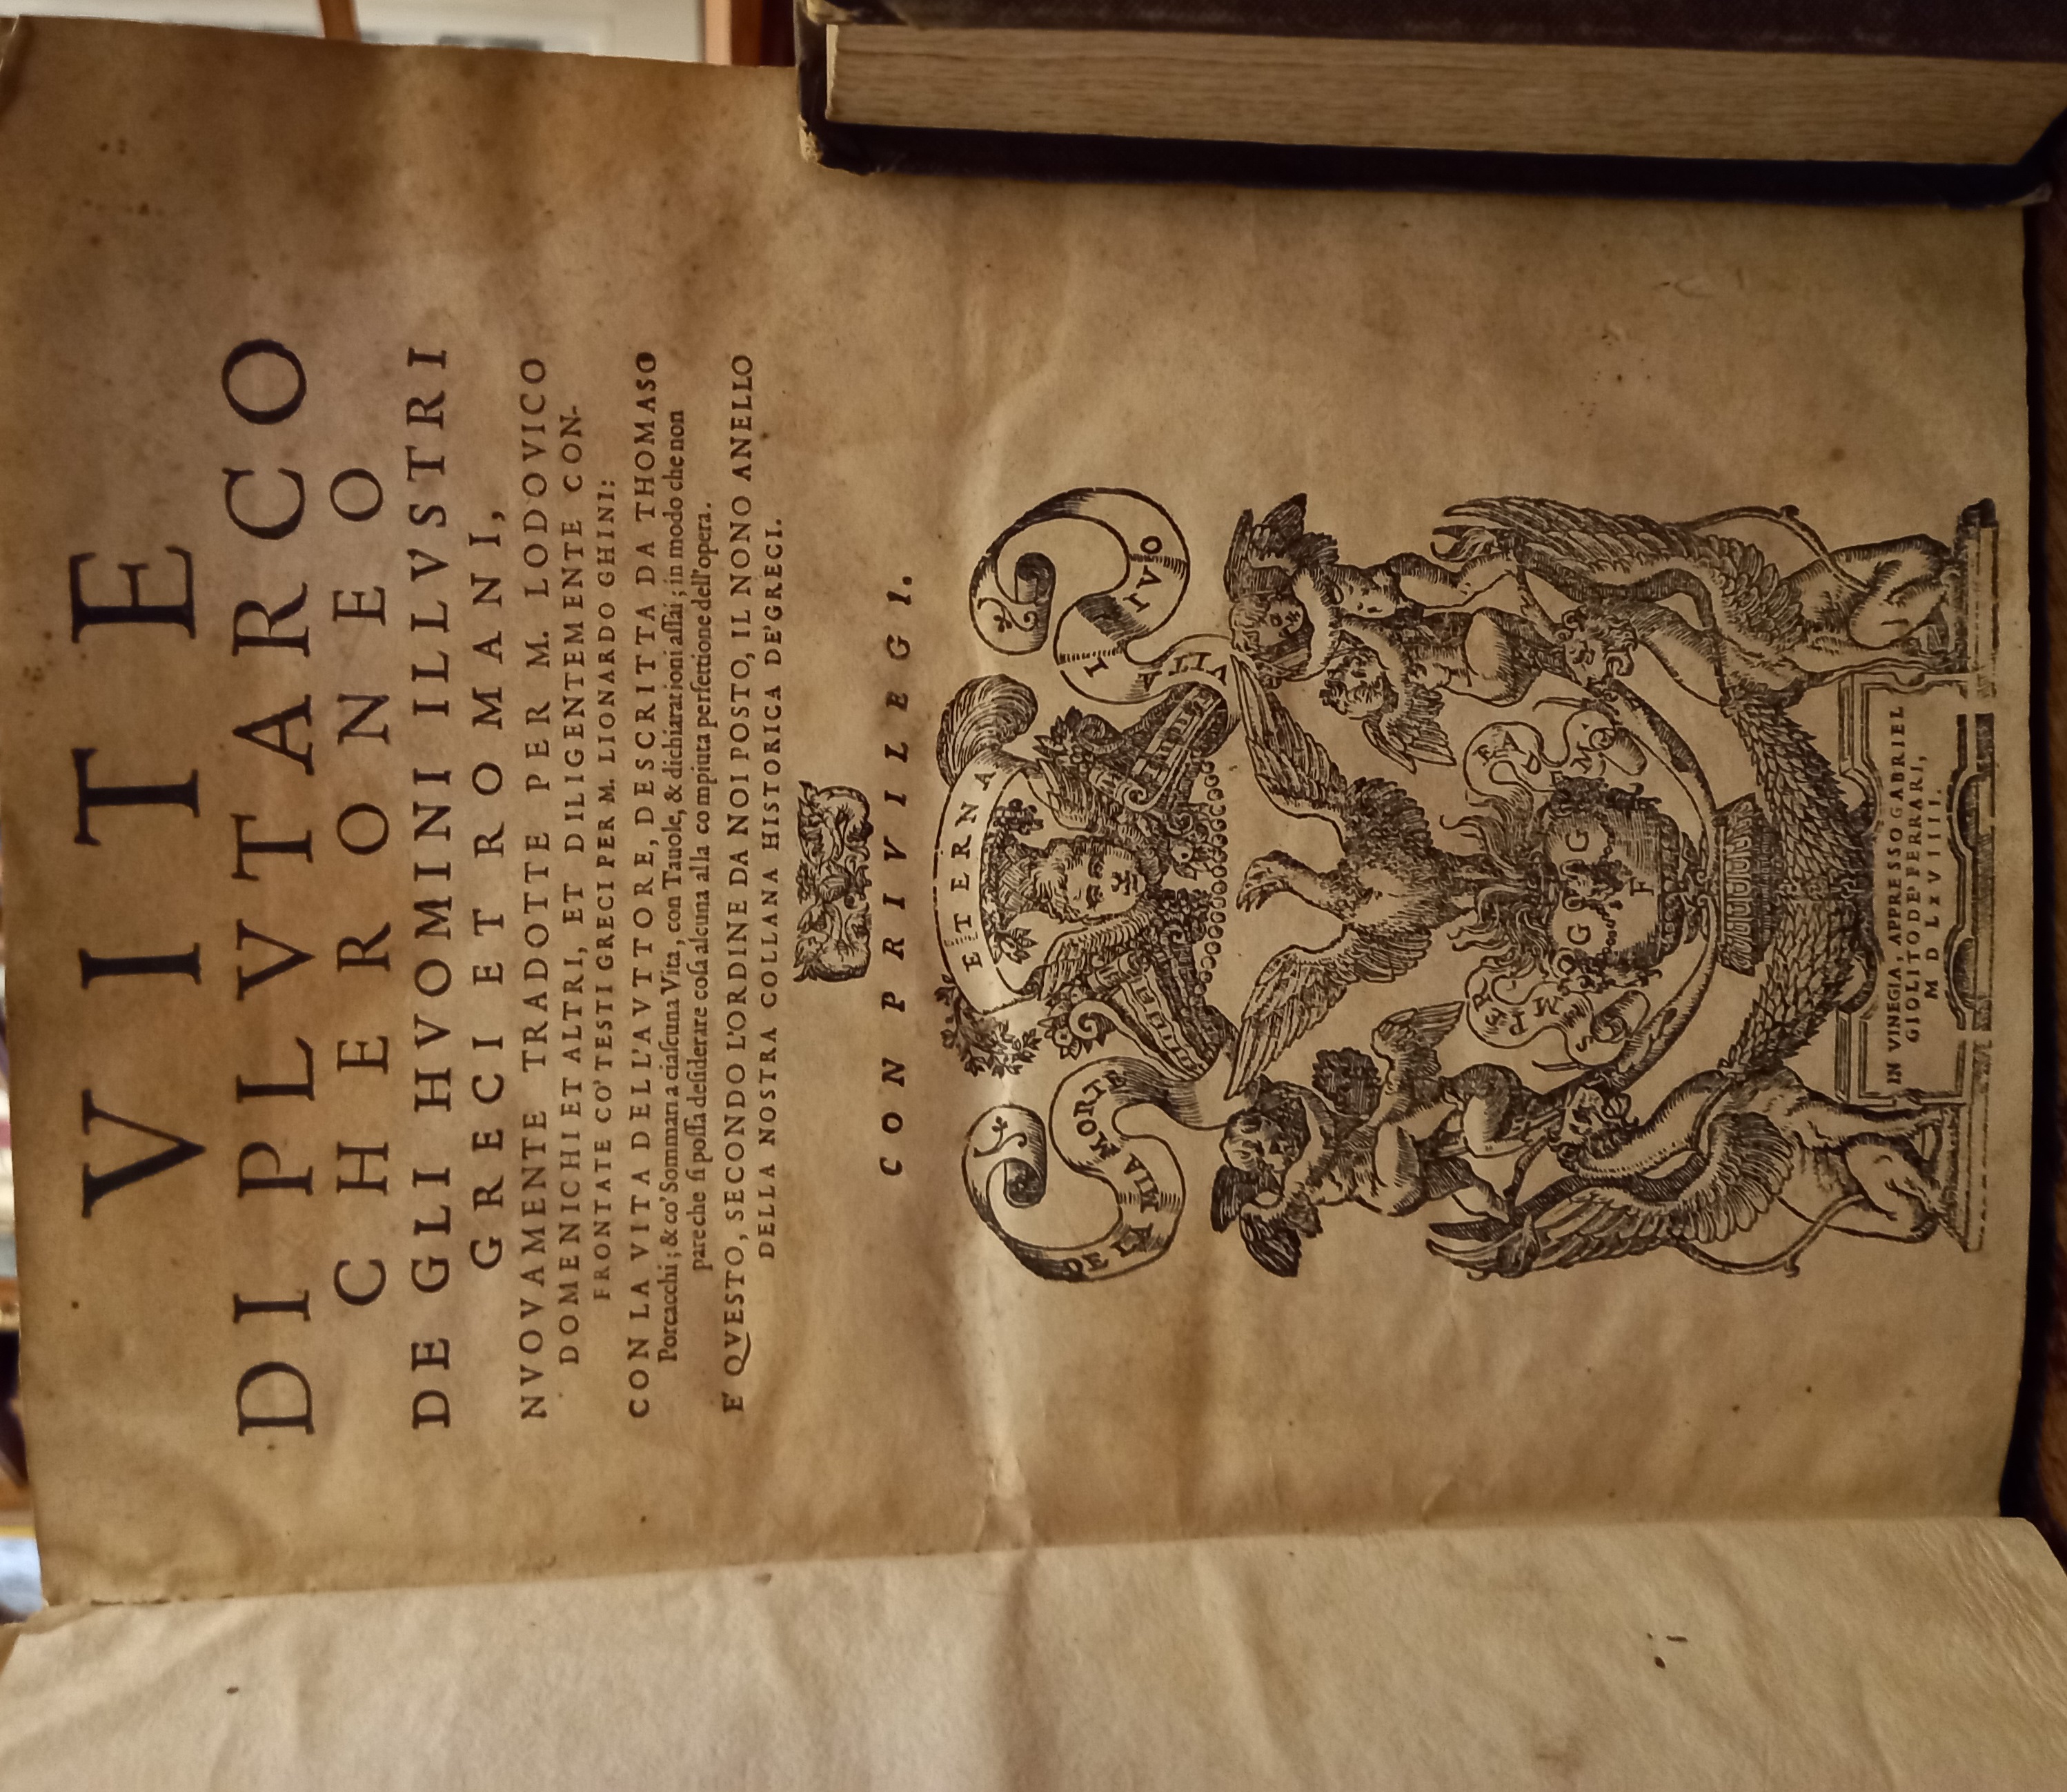 VITE
DI PLVTARCO
CHERONEO
DE GLI HVOMINI ILLVSTRI
GRECI ET ROMANI,
NVOVAMENTE TRADOTTE PER M. LODOVICO
DOMENICHI ET ALTRI, ET DILIGENTEMENTE CON-
FRONTATE CO' TESTI GRECI PER M. LIONARDO GHINI:
CON LA VITA DELL'AVTTORE, DESCRITTA DA THOMASO
Porcacchi; & co' Sommarii a ciaſcuna Vita, con Tauole, & dichiarationi aſſai; in modo che non
pare che ſi poſſa deſiderare coſa alcuna alla compiuta perfettione dell'opera.
E' QVESTO, SECONDO L'ORDINE DA NOI POSTO, IL NONO ANELLO
DELLA NOSTRA COLLANA HISTORICA DE' GRECI.
CON PRIVILEGI.
DE LA MIA MORTE
ETERNA
VITA I VIVO
SEMPER
EADEM
G G
F
IN VINEGIA, APPRESSO GABRIEL
GIOLITO DE' FERRARI,
M D LXVIIII.